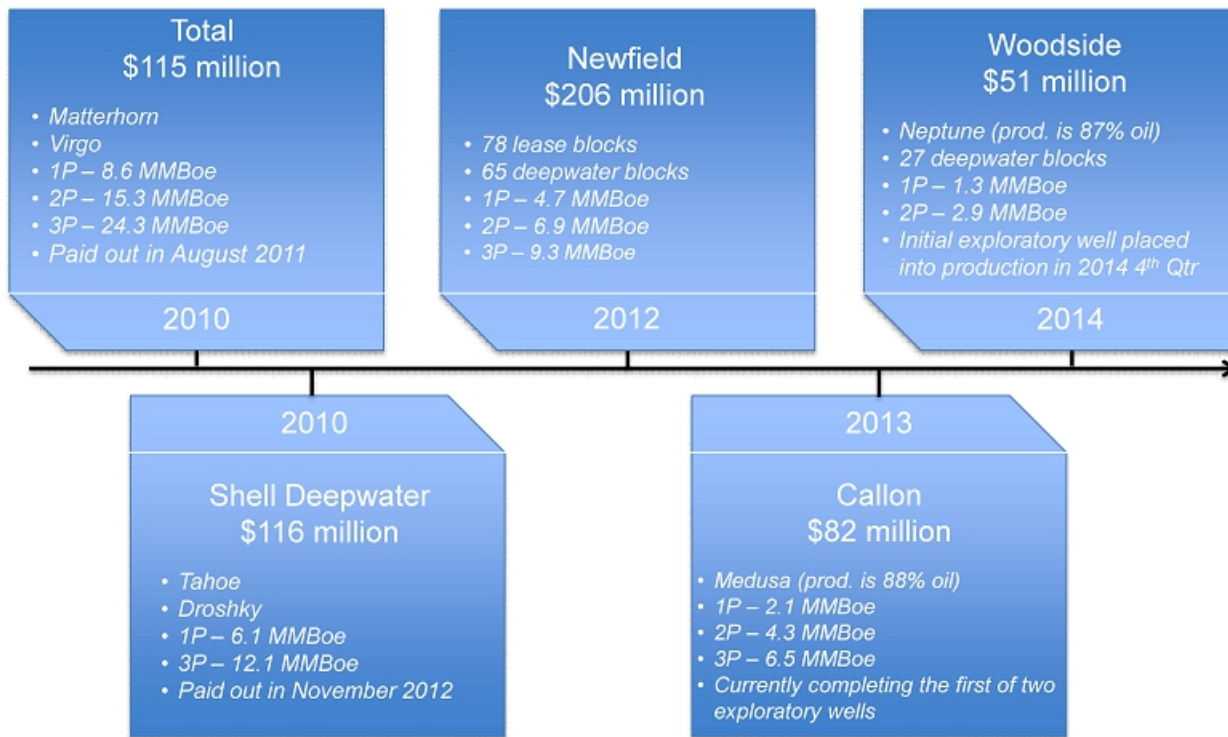 Total
$115 million
• Matterhorn
• Virgo
• 1P – 8.6 MMBoe
• 2P – 15.3 MMBoe
• 3P – 24.3 MMBoe
• Paid out in August 2011
2010
Newfield
$206 million
• 78 lease blocks
• 65 deepwater blocks
• 1P – 4.7 MMBoe
• 2P – 6.9 MMBoe
• 3P – 9.3 MMBoe
2012
Woodside
$51 million
• Neptune (prod. is 87% oil)
• 27 deepwater blocks
• 1P – 1.3 MMBoe
• 2P – 2.9 MMBoe
• Initial exploratory well placed
into production in 2014 4th Qtr
2014
2010
Shell Deepwater
$116 million
• Tahoe
• Droshky
• 1P – 6.1 MMBoe
• 3P – 12.1 MMBoe
• Paid out in November 2012
2013
Callon
$82 million
• Medusa (prod. is 88% oil)
• 1P – 2.1 MMBoe
• 2P – 4.3 MMBoe
• 3P – 6.5 MMBoe
• Currently completing the first of two
exploratory wells